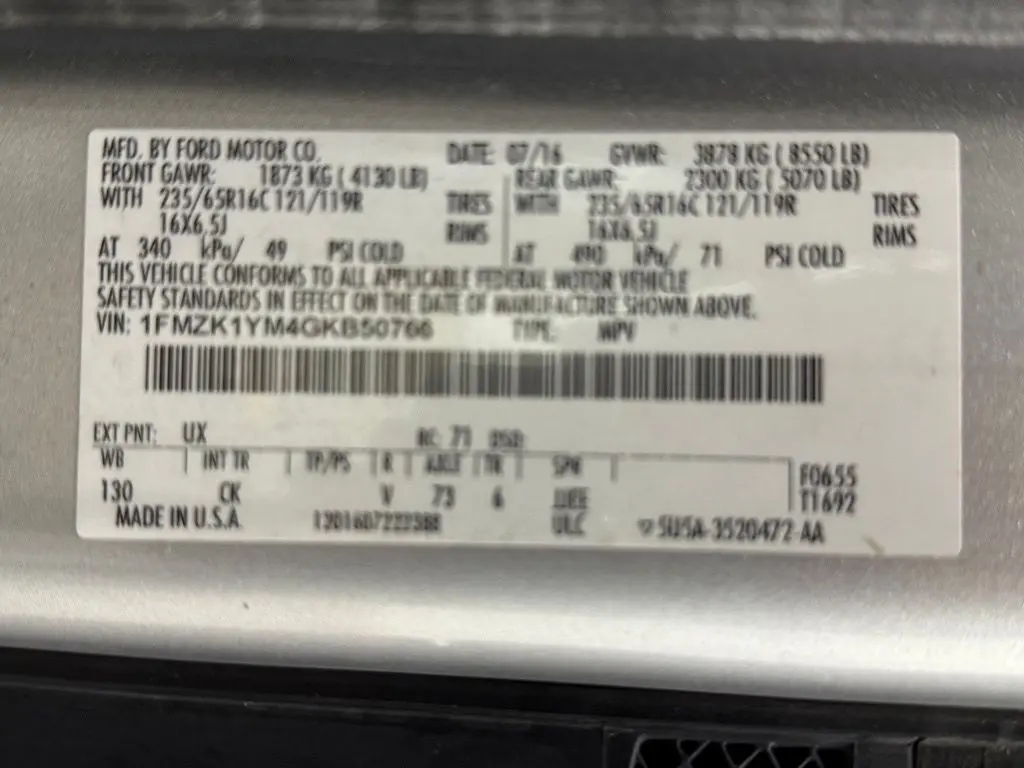 MFD. BY FORD MOTOR CO. DATE: 07/16 GVWR: 3878 KG ( 8550 LB)
FRONT GAWR: 1873 KG ( 4130 LB) REAR GAWR: 2300 KG ( 5070 LB)
WITH 235/65R16C 121/119R TIRES WITH 235/65R16C 121/119R TIRES
16X6.5J RIMS 16X6.5J RIMS
AT 340 kPa/ 49 PSI COLD AT 490 kPa/ 71 PSI COLD
THIS VEHICLE CONFORMS TO ALL APPLICABLE FEDERAL MOTOR VEHICLE
SAFETY STANDARDS IN EFFECT ON THE DATE OF MANUFACTURE SHOWN ABOVE.
VIN: 1FMZK1YM4GKB50766 TYPE: MPV
EXT PNT: UX RC: 71 DSO:
WB INT TR TP/PS R AXLE TR SPR F0655
130 CK V 73 6 T1692
MADE IN U.S.A. ULC 5U5A-3520472-AA